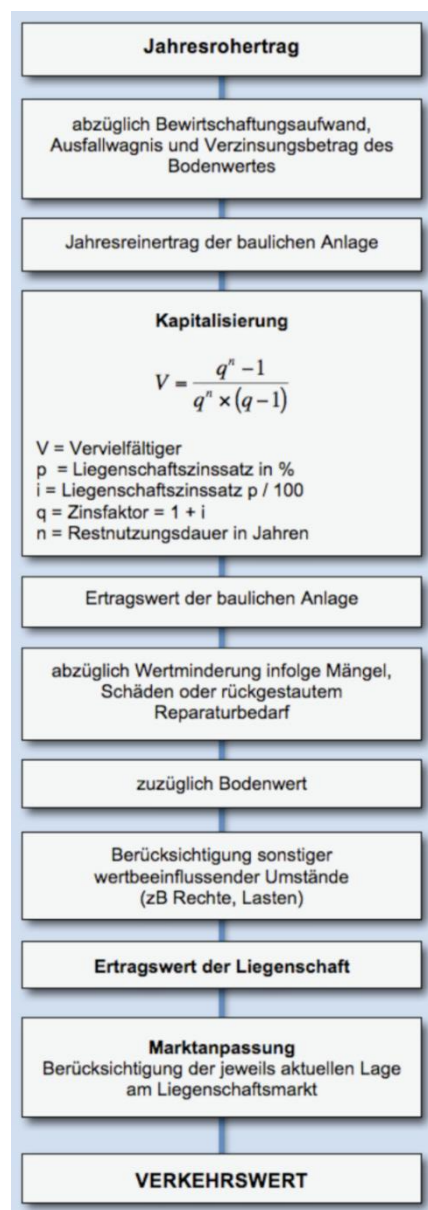 Jahresrohertrag
abzüglich Bewirtschaftungsaufwand,
Ausfallwagnis und Verzinsungsbetrag des
Bodenwertes
Jahresreinertrag der baulichen Anlage
Kapitalisierung
V = (q^n − 1) / (q^n × (q−1))
V = Vervielfältiger
p = Liegenschaftszinssatz in %
i = Liegenschaftszinssatz p / 100
q = Zinsfaktor = 1 + i
n = Restnutzungsdauer in Jahren
Ertragswert der baulichen Anlage
abzüglich Wertminderung infolge Mängel,
Schäden oder rückgestautem
Reparaturbedarf
zuzüglich Bodenwert
Berücksichtigung sonstiger
wertbeeinflussender Umstände
(zB Rechte, Lasten)
Ertragswert der Liegenschaft
Marktanpassung
Berücksichtigung der jeweils aktuellen Lage
am Liegenschaftsmarkt
VERKEHRSWERT